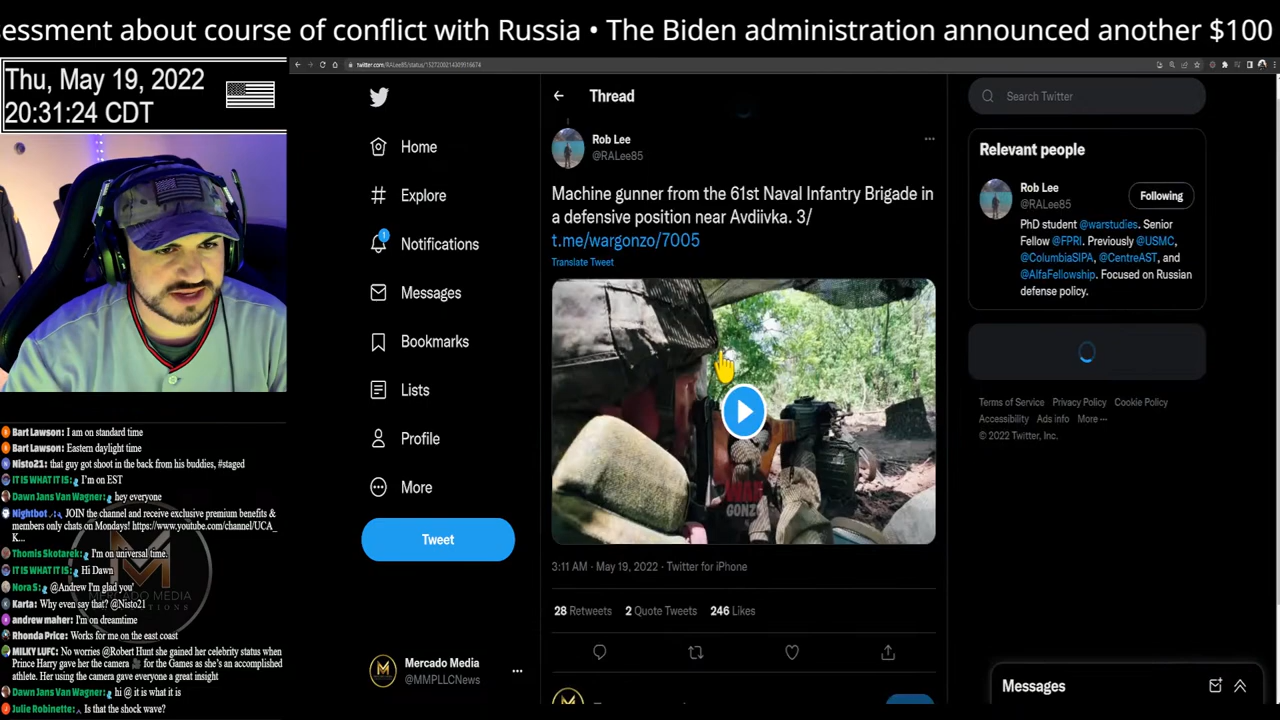 essment about course of conflict with Russia • The Biden administration announced another $100
Thu, May 19, 2022
20:31:24 CDT
twitter.com/RALee85/status/1527200214309916674
Home
Explore
1
Notifications
Messages
Bookmarks
Lists
Profile
More
Tweet
Mercado Media
@MMPLLCNews
Thread
Rob Lee
@RALee85
Machine gunner from the 61st Naval Infantry Brigade in
a defensive position near Avdiivka. 3/
t.me/wargonzo/7005
Translate Tweet
WAR
GONZO
3:11 AM · May 19, 2022 · Twitter for iPhone
28 Retweets 2 Quote Tweets 246 Likes
Search Twitter
Relevant people
Rob Lee
@RALee85
Following
PhD student @warstudies. Senior
Fellow @FPRI. Previously @USMC,
@ColumbiaSIPA, @CentreAST, and
@AlfaFellowship. Focused on Russian
defense policy.
Terms of Service Privacy Policy Cookie Policy
Accessibility Ads info More ···
© 2022 Twitter, Inc.
Messages
Bart Lawson: I am on standard time
Bart Lawson: Eastern daylight time
Nisto21: that guy got shoot in the back from his buddies, #staged
IT IS WHAT IT IS: I'm on EST
Dawn Jans Van Wagner: hey everyone
Nightbot: JOIN the channel and receive exclusive premium benefits &
members only chats on Mondays! https://www.youtube.com/channel/UCA_
K...
Thomis Skotarek: I'm on universal time.
IT IS WHAT IT IS: Hi Dawn
Nora S: @Andrew I'm glad you'
Karta: Why even say that? @Nisto21
andrew maher: I'm on dreamtime
Rhonda Price: Works for me on the east coast
MILKY LUFC: No worries @Robert Hunt she gained her celebrity status when
Prince Harry gave her the camera 🎥 for the Games as she's an accomplished
athlete. Her using the camera gave everyone a great insight
Dawn Jans Van Wagner: hi @ it is what it is
Julie Robinette: Is that the shock wave?
MERCADO MEDIA